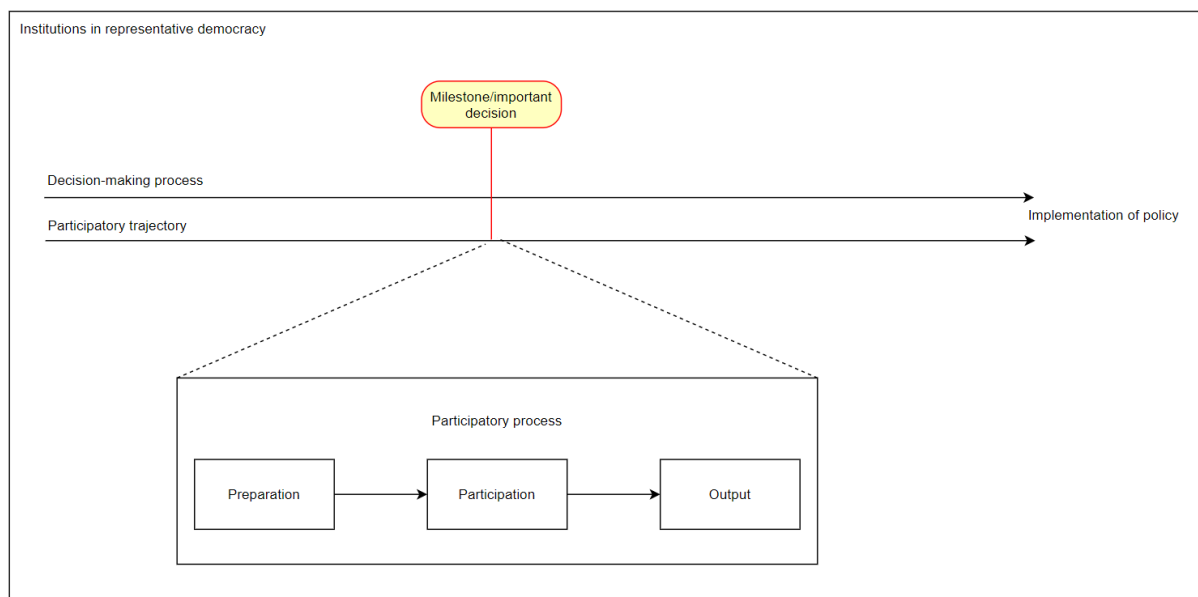 Institutions in representative democracy
Milestone/important
decision
Decision-making process
Participatory trajectory
Implementation of policy
Participatory process
Preparation
Participation
Output